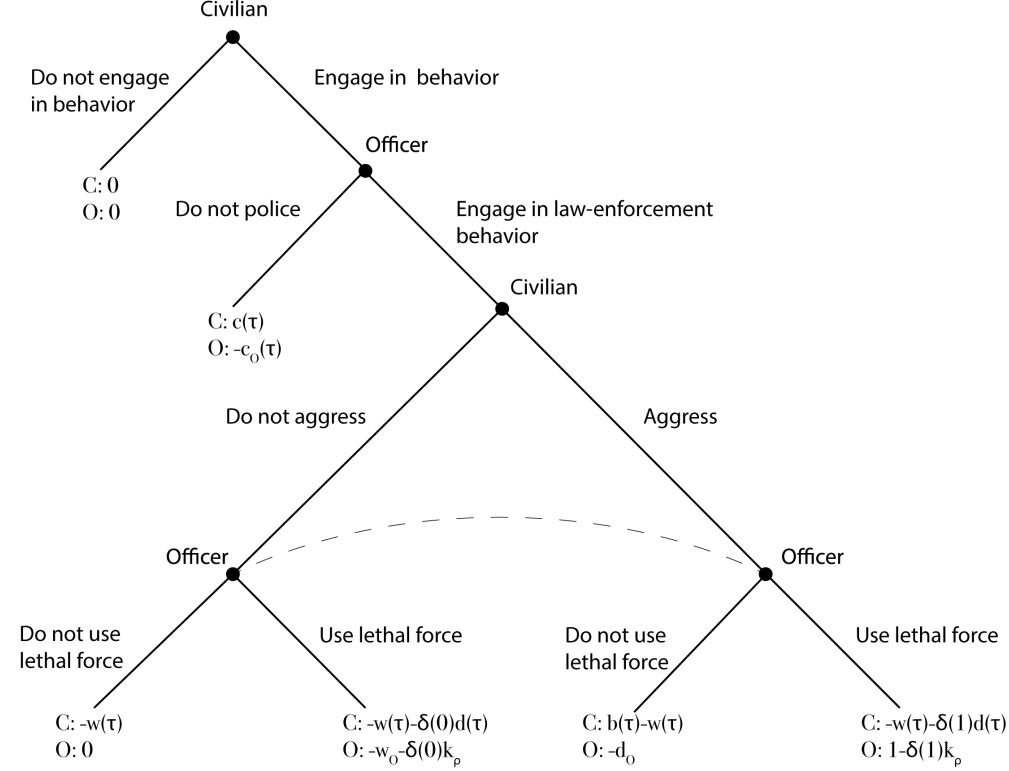 Civilian
Do not engage
in behavior
Engage in behavior
Officer
C: 0
O: 0
Do not police
Engage in law-enforcement
behavior
Civilian
C: c(τ)
O: -c_O(τ)
Do not aggress
Aggress
Officer
Officer
Do not use
lethal force
Use lethal force
Do not use
lethal force
Use lethal force
C: -w(τ)
O: 0
C: -w(τ)-δ(0)d(τ)
O: -w_O-δ(0)k_ρ
C: b(τ)-w(τ)
O: -d_O
C: -w(τ)-δ(1)d(τ)
O: 1-δ(1)k_ρ